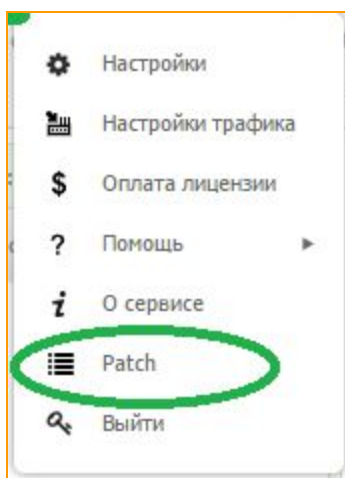 Настройки
Настройки трафика
$ Оплата лицензии
? Помощь
i О сервисе
Patch
Выйти